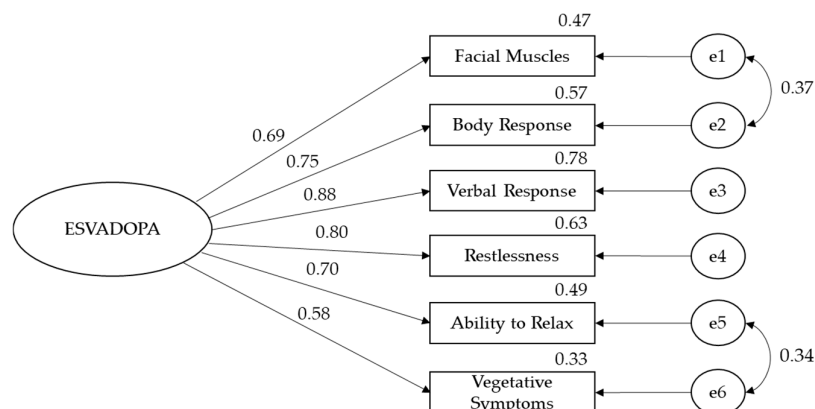 0.47
Facial Muscles
e1
0.37
0.57
Body Response
e2
0.69
0.75
0.78
Verbal Response
e3
0.88
ESVADOPA
0.63
0.80
Restlessness
e4
0.70
0.49
Ability to Relax
e5
0.58
0.34
0.33
Vegetative
Symptoms
e6